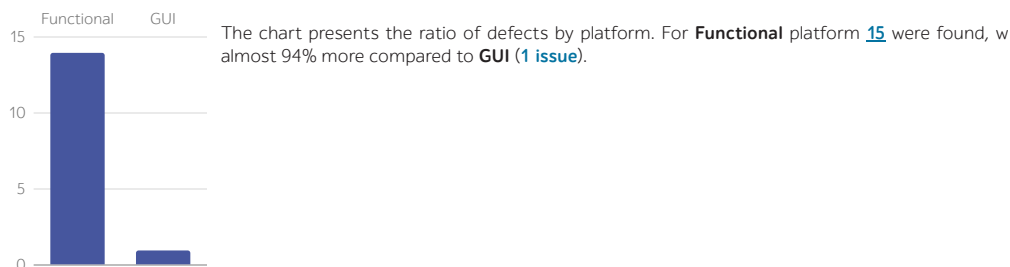 Functional GUI
15
10
5
0
The chart presents the ratio of defects by platform. For Functional platform 15 were found, w
almost 94% more compared to GUI (1 issue).